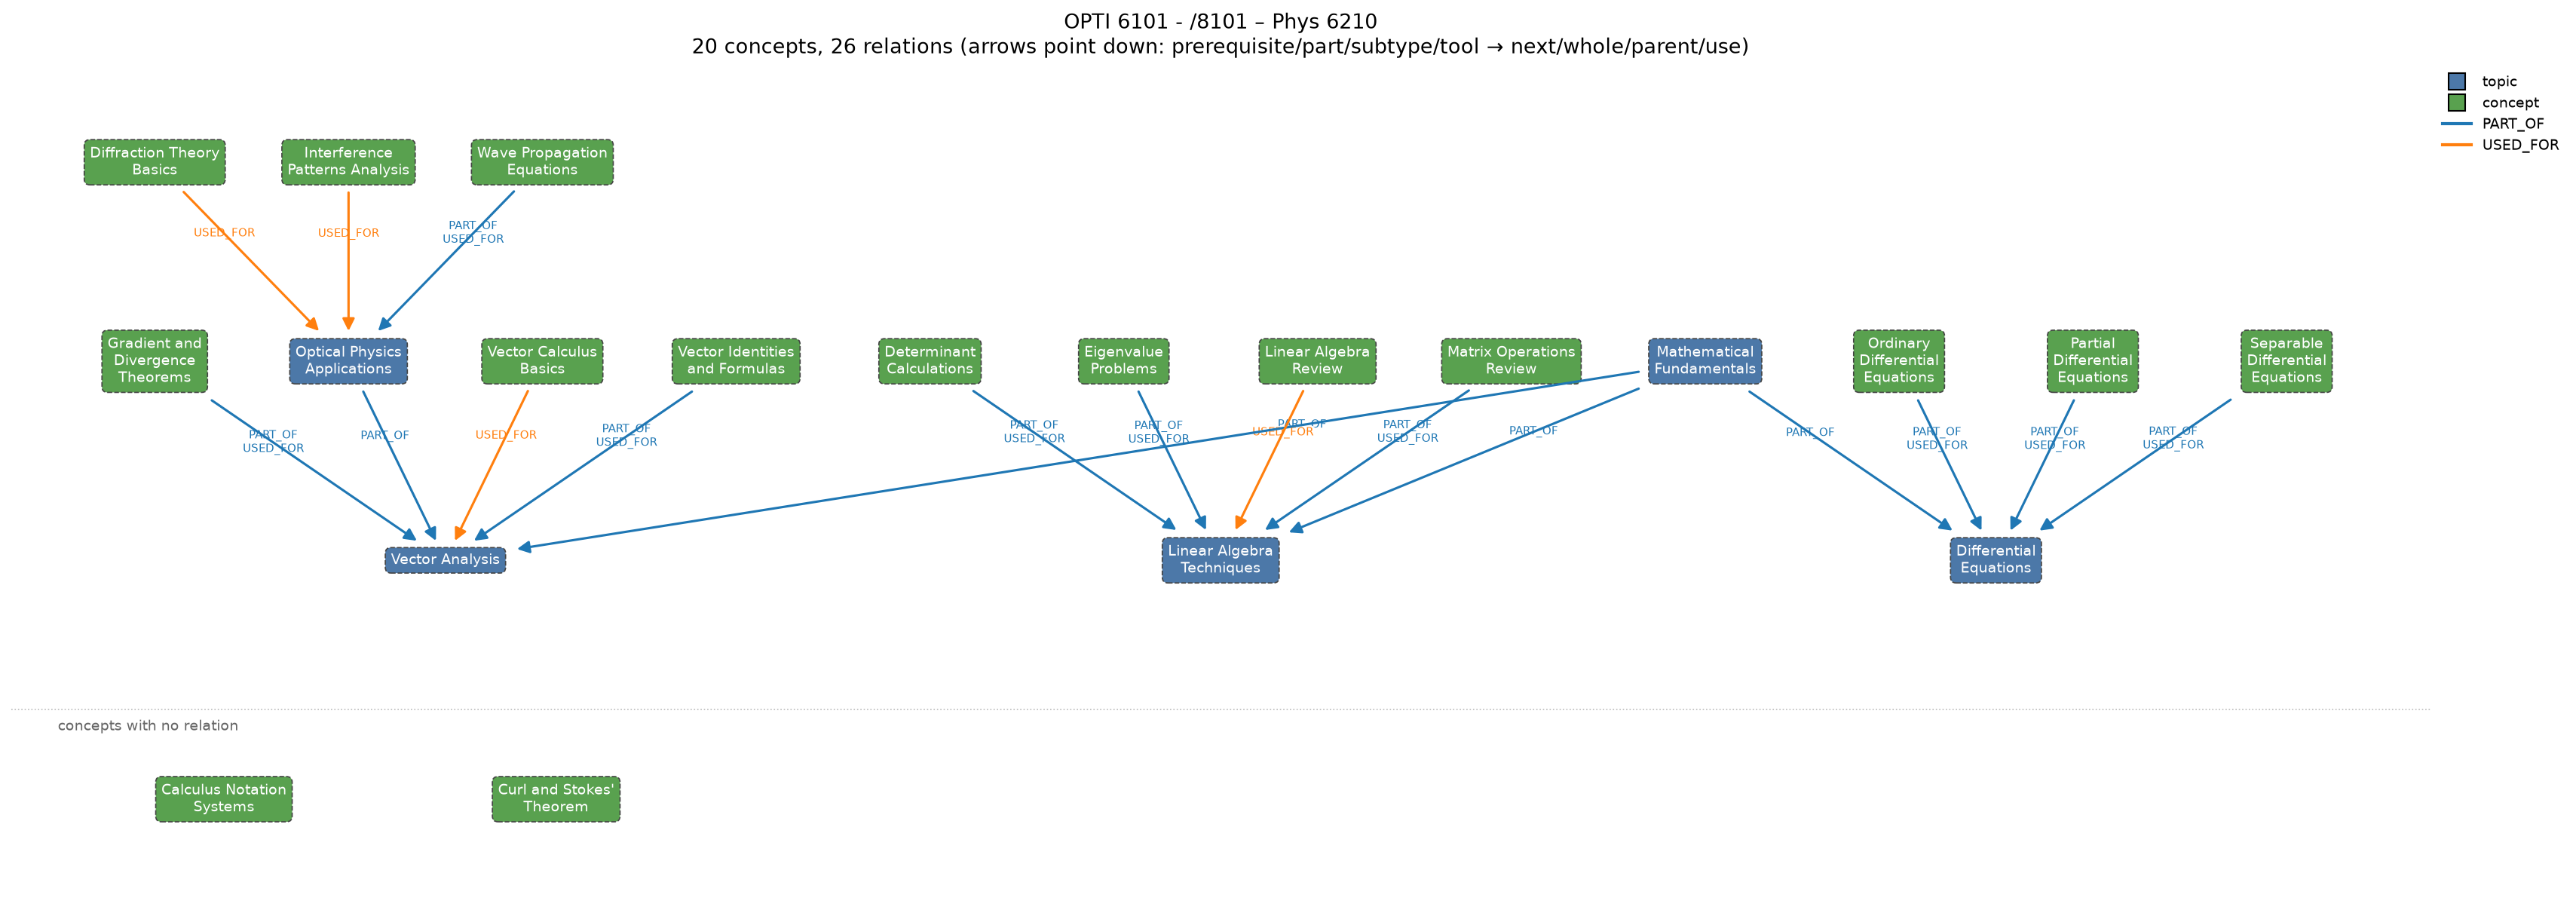 OPTI 6101 - /8101 – Phys 6210
20 concepts, 26 relations (arrows point down: prerequisite/part/subtype/tool → next/whole/parent/use)
topic
concept
PART_OF
USED_FOR
Diffraction Theory
Basics
Interference
Patterns Analysis
Wave Propagation
Equations
USED_FOR
USED_FOR
PART_OF
USED_FOR
Gradient and
Divergence
Theorems
Optical Physics
Applications
Vector Calculus
Basics
Vector Identities
and Formulas
Determinant
Calculations
Eigenvalue
Problems
Linear Algebra
Review
Matrix Operations
Review
Mathematical
Fundamentals
Ordinary
Differential
Equations
Partial
Differential
Equations
Separable
Differential
Equations
PART_OF
USED_FOR
PART_OF
USED_FOR
PART_OF
USED_FOR
PART_OF
USED_FOR
PART_OF
USED_FOR
PART_OF
USED_FOR
PART_OF
USED_FOR
PART_OF
PART_OF
PART_OF
USED_FOR
PART_OF
USED_FOR
PART_OF
USED_FOR
Vector Analysis
Linear Algebra
Techniques
Differential
Equations
concepts with no relation
Calculus Notation
Systems
Curl and Stokes'
Theorem